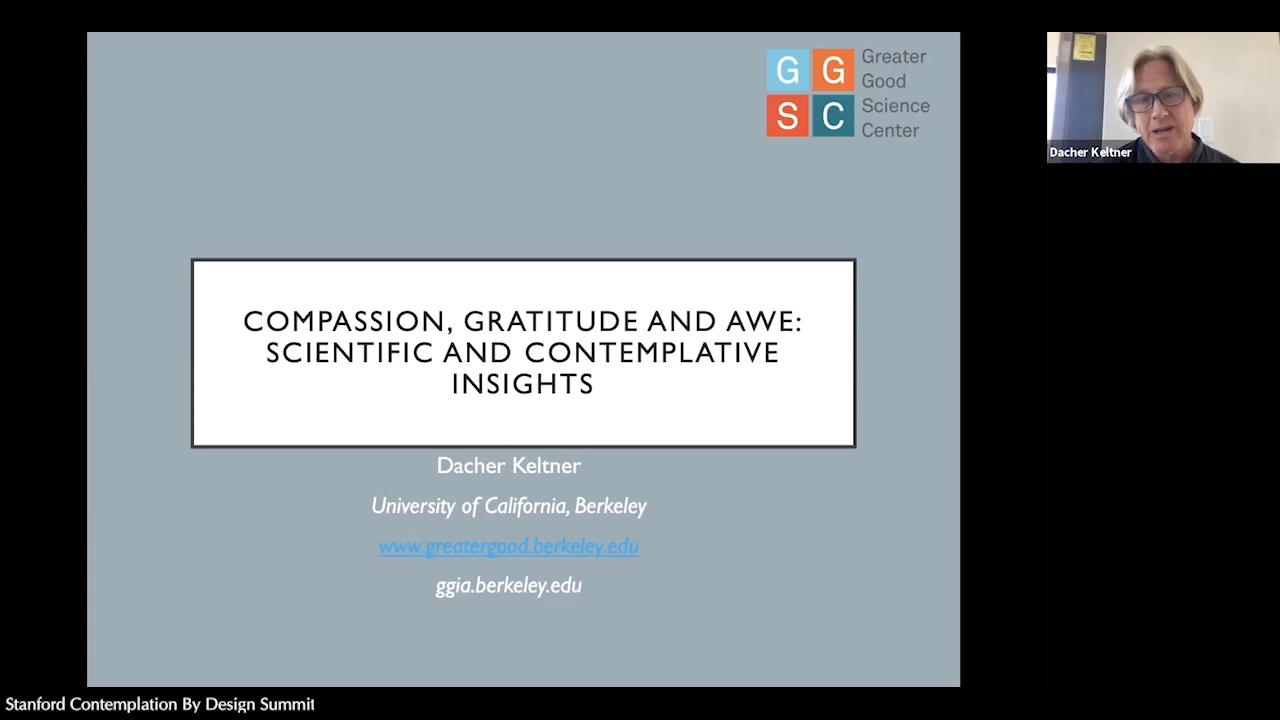 G G
S C
Greater
Good
Science
Center
Dacher Keltner
COMPASSION, GRATITUDE AND AWE:
SCIENTIFIC AND CONTEMPLATIVE
INSIGHTS
Dacher Keltner
University of California, Berkeley
www.greatergood.berkeley.edu
ggia.berkeley.edu
Stanford Contemplation By Design Summit